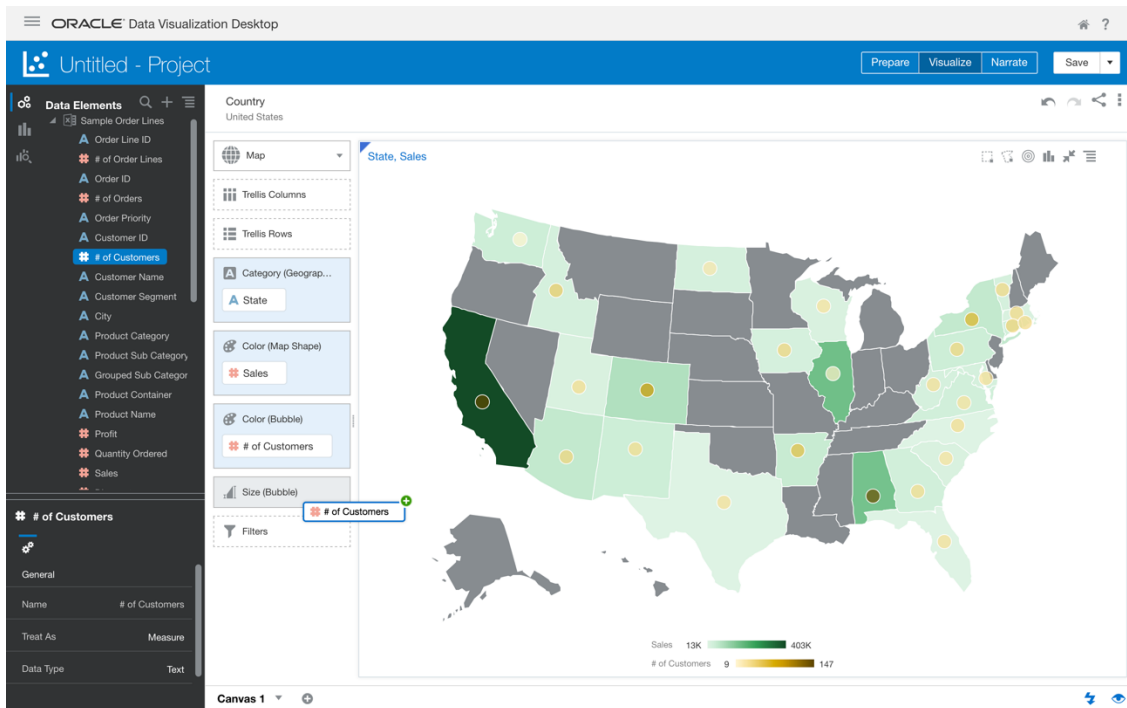 ORACLE Data Visualization Desktop
?
Untitled - Project
Prepare
Visualize
Narrate
Save
Data Elements
Sample Order Lines
A Order Line ID
# # of Order Lines
A Order ID
# # of Orders
A Order Priority
A Customer ID
# # of Customers
A Customer Name
A Customer Segment
A City
A Product Category
A Product Sub Category
A Grouped Sub Categor
A Product Container
A Product Name
# Profit
# Quantity Ordered
# Sales
# # of Customers
General
Name # of Customers
Treat As Measure
Data Type Text
Country
United States
Map
Trellis Columns
Trellis Rows
A Category (Geograp...
A State
Color (Map Shape)
# Sales
Color (Bubble)
# # of Customers
Size (Bubble)
# # of Customers
Filters
State, Sales
Sales 13K 403K
# of Customers 9 147
Canvas 1